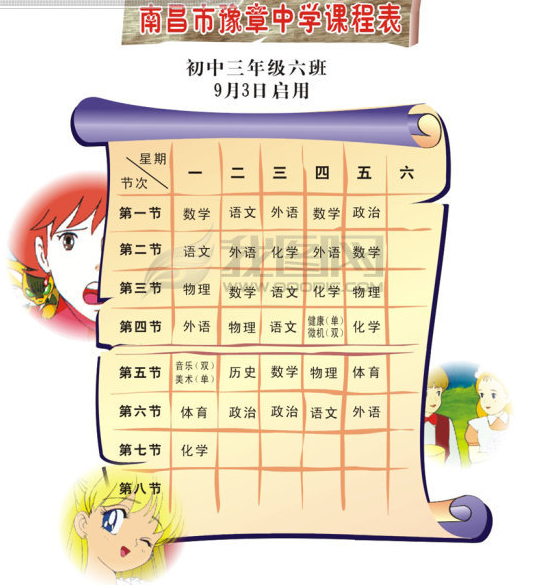 南昌市豫章中学课程表
初中三年级六班
9月3日启用
星期
节次 一 二 三 四 五 六
第一节 数学 语文 外语 数学 政治
第二节 语文 外语 化学 外语 数学
第三节 物理 数学 语文 化学 物理
第四节 外语 物理 语文 健康(单) 微机(双) 化学
第五节 音乐(双) 美术(单) 历史 数学 物理 体育
第六节 体育 政治 政治 语文 外语
第七节 化学
第八节
我图网